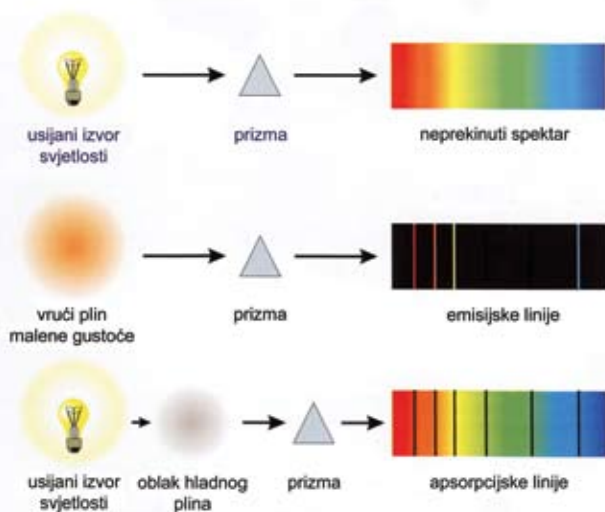 usijani izvor
svjetlosti
prizma
neprekinuti spektar
vrući plin
malene gustoće
prizma
emisijske linije
usijani izvor
svjetlosti
oblak hladnog
plina
prizma
apsorpcijske linije